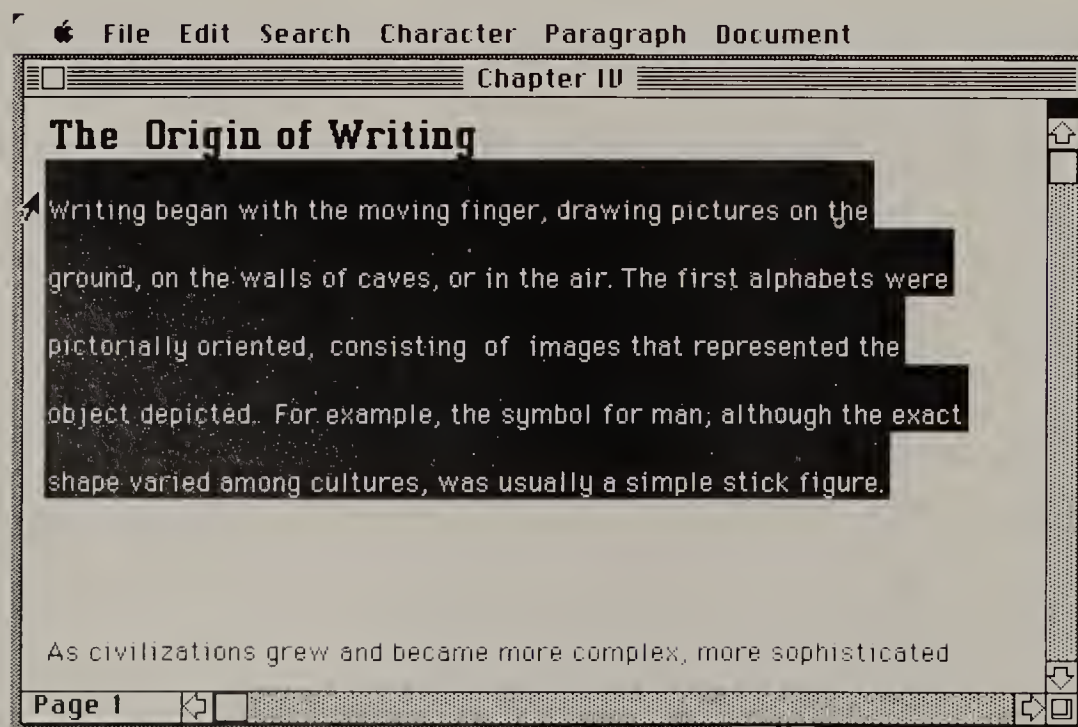 File Edit Search Character Paragraph Document
Chapter IV
The Origin of Writing
Writing began with the moving finger, drawing pictures on the
ground, on the walls of caves, or in the air. The first alphabets were
pictorially oriented, consisting of images that represented the
object depicted. For example, the symbol for man, although the exact
shape varied among cultures, was usually a simple stick figure.
As civilizations grew and became more complex, more sophisticated
Page 1